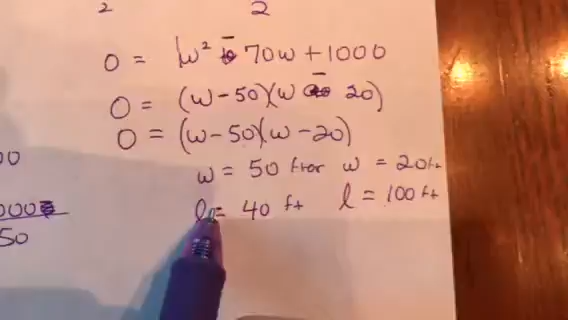 2 2
0 = w² - 70w + 1000
0 = (w - 50)(w - 20)
0 = (w - 50)(w - 20)
00
w = 50 ft or w = 20 ft
000
l = 40 ft l = 100 ft
50